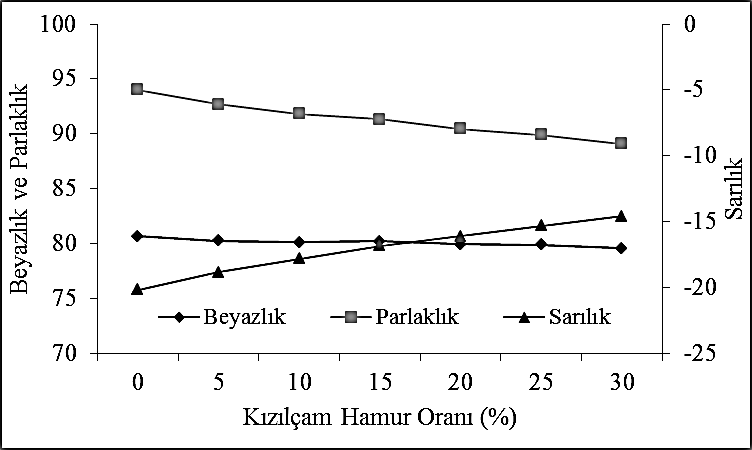 100
95
90
85
80
75
70
Beyazlık ve Parlaklık
0
-5
-10
-15
-20
-25
Sarılık
Beyazlık Parlaklık Sarılık
0 5 10 15 20 25 30
Kızılçam Hamur Oranı (%)